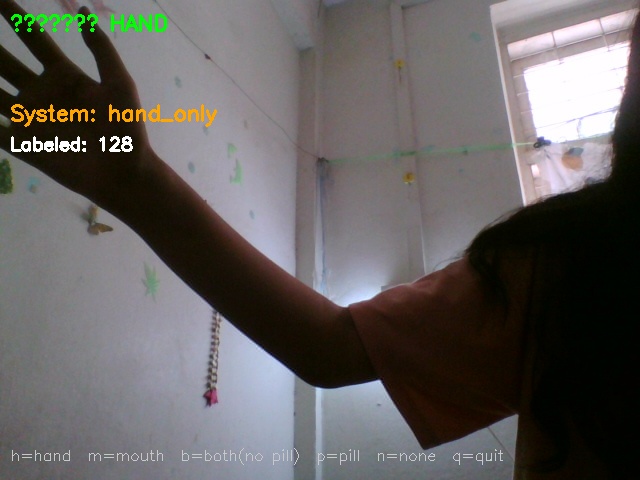 ??????? HAND
System: hand_only
Labeled: 128
h=hand m=mouth b=both(no pill) p=pill n=none q=quit